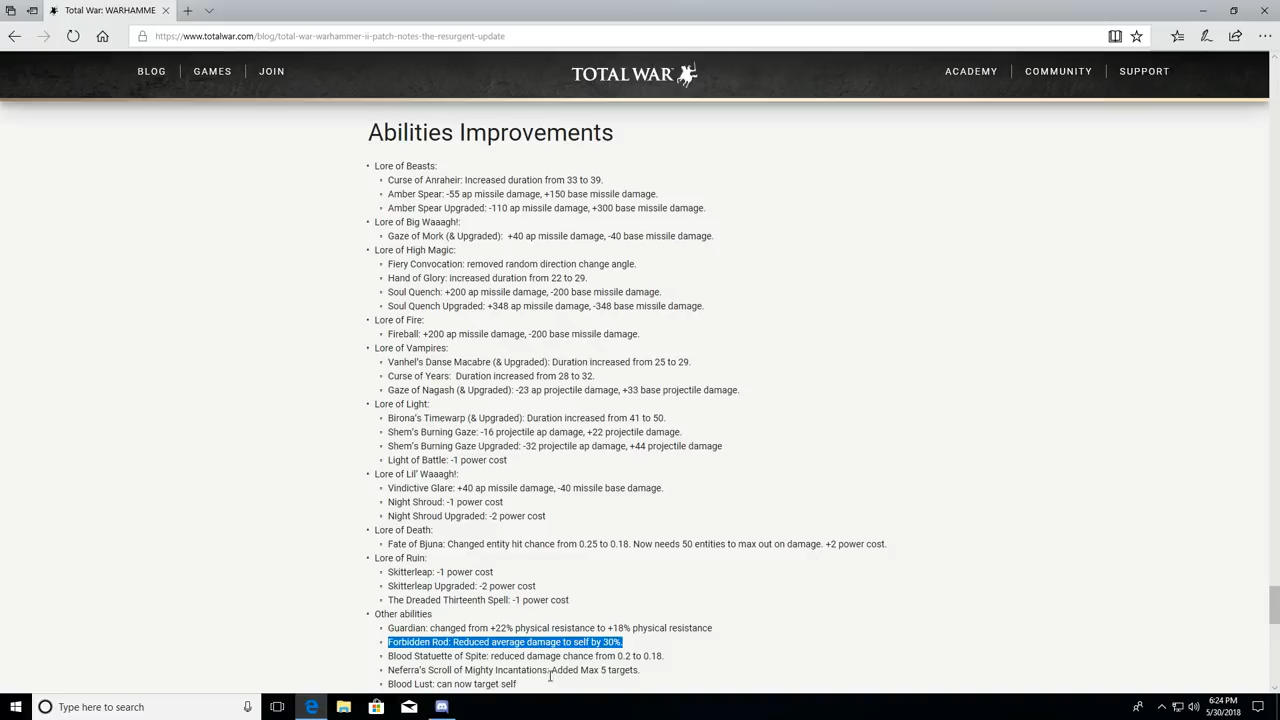 Total War: WARHAMME
https://www.totalwar.com/blog/total-war-warhammer-ii-patch-notes-the-resurgent-update
BLOG
GAMES
JOIN
TOTAL WAR
ACADEMY
COMMUNITY
SUPPORT
Abilities Improvements
Lore of Beasts:
Curse of Anraheir: Increased duration from 33 to 39.
Amber Spear: -55 ap missile damage, +150 base missile damage.
Amber Spear Upgraded: -110 ap missile damage, +300 base missile damage.
Lore of Big Waaagh!:
Gaze of Mork (& Upgraded):  +40 ap missile damage, -40 base missile damage.
Lore of High Magic:
Fiery Convocation: removed random direction change angle.
Hand of Glory: increased duration from 22 to 29.
Soul Quench: +200 ap missile damage, -200 base missile damage.
Soul Quench Upgraded: +348 ap missile damage, -348 base missile damage.
Lore of Fire:
Fireball: +200 ap missile damage, -200 base missile damage.
Lore of Vampires:
Vanhel's Danse Macabre (& Upgraded): Duration increased from 25 to 29.
Curse of Years:  Duration increased from 28 to 32.
Gaze of Nagash (& Upgraded): -23 ap projectile damage, +33 base projectile damage.
Lore of Light:
Birona's Timewarp (& Upgraded): Duration increased from 41 to 50.
Shem's Burning Gaze: -16 projectile ap damage, +22 projectile damage.
Shem's Burning Gaze Upgraded: -32 projectile ap damage, +44 projectile damage
Light of Battle: -1 power cost
Lore of Lil' Waaagh!:
Vindictive Glare: +40 ap missile damage, -40 missile base damage.
Night Shroud: -1 power cost
Night Shroud Upgraded: -2 power cost
Lore of Death:
Fate of Bjuna: Changed entity hit chance from 0.25 to 0.18. Now needs 50 entities to max out on damage. +2 power cost.
Lore of Ruin:
Skitterleap: -1 power cost
Skitterleap Upgraded: -2 power cost
The Dreaded Thirteenth Spell: -1 power cost
Other abilities
Guardian: changed from +22% physical resistance to +18% physical resistance
Forbidden Rod: Reduced average damage to self by 30%.
Blood Statuette of Spite: reduced damage chance from 0.2 to 0.18.
Neferra's Scroll of Mighty Incantations: Added Max 5 targets.
Blood Lust: can now target self
Type here to search
6:24 PM
5/30/2018